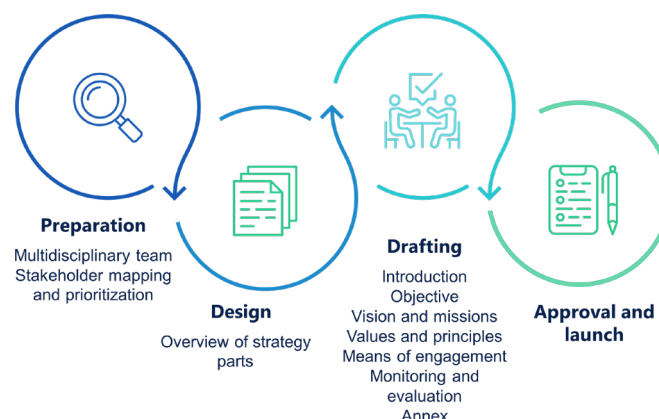 Preparation
Multidisciplinary team
Stakeholder mapping
and prioritization
Design
Overview of strategy
parts
Drafting
Introduction
Objective
Vision and missions
Values and principles
Means of engagement
Monitoring and
evaluation
Annex
Approval and
launch